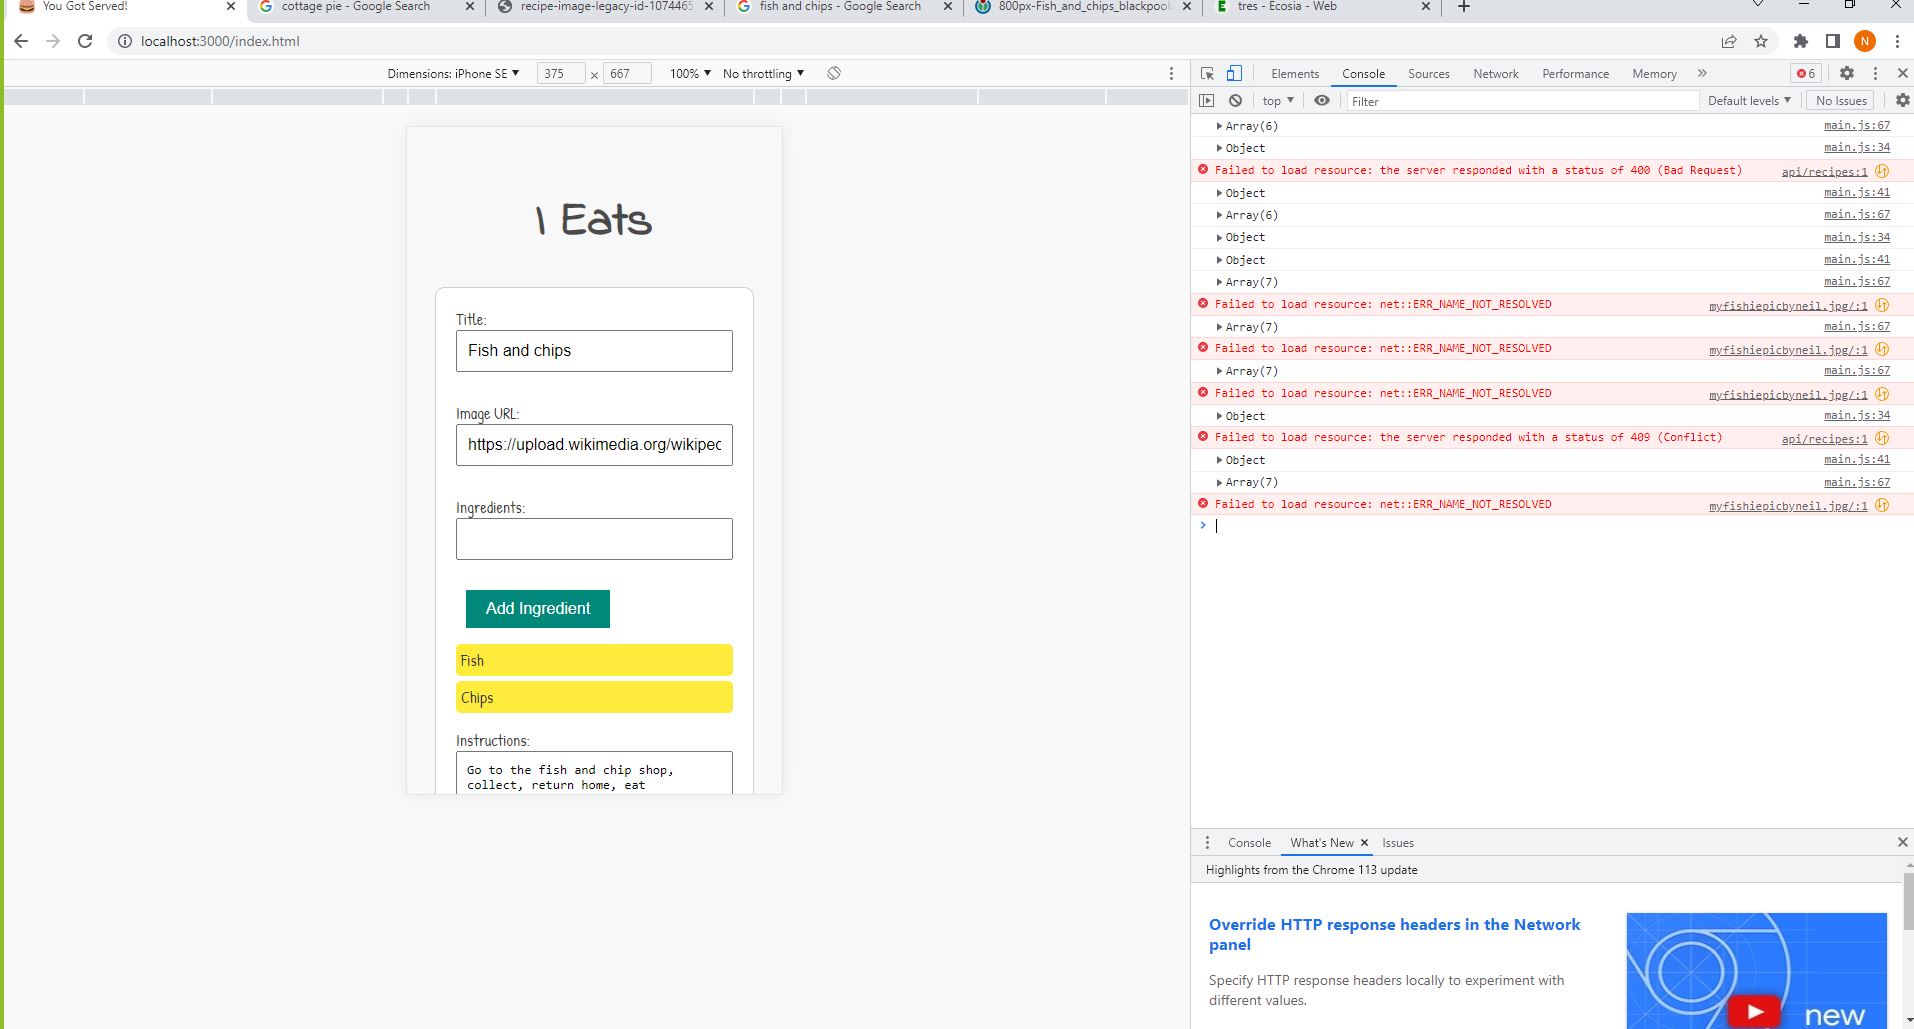 You Got Served!
cottage pie - Google Search
recipe-image-legacy-id-1074465
fish and chips - Google Search
800px-Fish_and_chips_blackpool
tres - Ecosia - Web
localhost:3000/index.html
N
Dimensions: iPhone SE
375 × 667
100%
No throttling
Elements
Console
Sources
Network
Performance
Memory
6
top
Filter
Default levels
No Issues
1 Eats
Title:
Fish and chips
Image URL:
https://upload.wikimedia.org/wikiped
Ingredients:
Add Ingredient
Fish
Chips
Instructions:
Go to the fish and chip shop,
collect, return home, eat
Array(6) main.js:67
Object main.js:34
Failed to load resource: the server responded with a status of 400 (Bad Request) api/recipes:1
Object main.js:41
Array(6) main.js:67
Object main.js:34
Object main.js:41
Array(7) main.js:67
Failed to load resource: net::ERR_NAME_NOT_RESOLVED myfishiepicbyneil.jpg/:1
Array(7) main.js:67
Failed to load resource: net::ERR_NAME_NOT_RESOLVED myfishiepicbyneil.jpg/:1
Array(7) main.js:67
Failed to load resource: net::ERR_NAME_NOT_RESOLVED myfishiepicbyneil.jpg/:1
Object main.js:34
Failed to load resource: the server responded with a status of 409 (Conflict) api/recipes:1
Object main.js:41
Array(7) main.js:67
Failed to load resource: net::ERR_NAME_NOT_RESOLVED myfishiepicbyneil.jpg/:1
Console
What's New
Issues
Highlights from the Chrome 113 update
Override HTTP response headers in the Network
panel
Specify HTTP response headers locally to experiment with
different values.
new